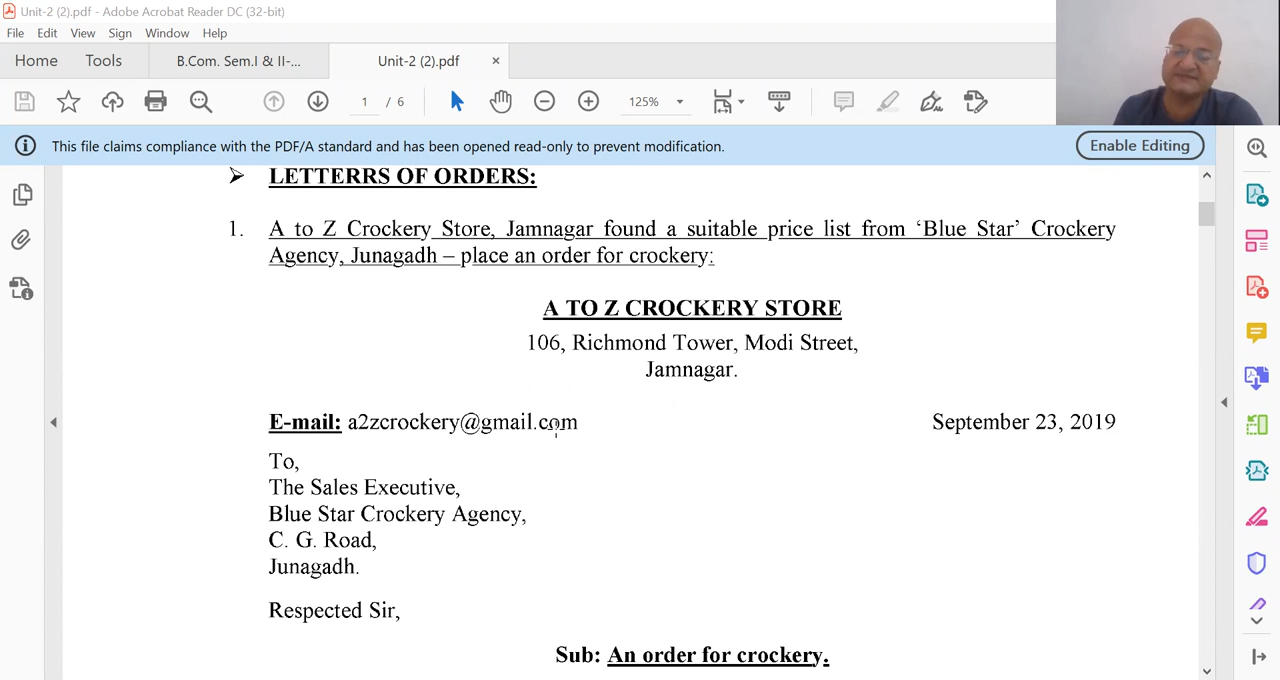 Unit-2 (2).pdf - Adobe Acrobat Reader DC (32-bit)
File Edit View Sign Window Help
Home Tools B.Com. Sem.I & II-... Unit-2 (2).pdf ×
1 / 6 125%
This file claims compliance with the PDF/A standard and has been opened read-only to prevent modification. Enable Editing
➢ LETTERRS OF ORDERS:
1. A to Z Crockery Store, Jamnagar found a suitable price list from ‘Blue Star’ Crockery
Agency, Junagadh – place an order for crockery:
A TO Z CROCKERY STORE
106, Richmond Tower, Modi Street,
Jamnagar.
E-mail: a2zcrockery@gmail.com September 23, 2019
To,
The Sales Executive,
Blue Star Crockery Agency,
C. G. Road,
Junagadh.
Respected Sir,
Sub: An order for crockery.